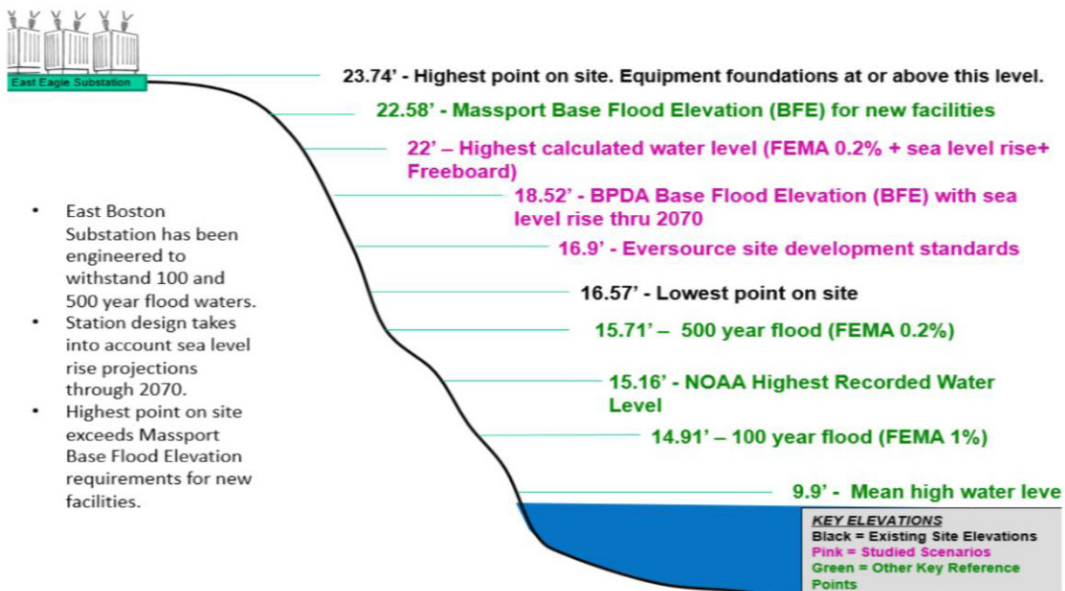 East Eagle Substation
23.74’ - Highest point on site. Equipment foundations at or above this level.
22.58’ - Massport Base Flood Elevation (BFE) for new facilities
22’ – Highest calculated water level (FEMA 0.2% + sea level rise+
Freeboard)
18.52’ - BPDA Base Flood Elevation (BFE) with sea
level rise thru 2070
16.9’ - Eversource site development standards
16.57’ - Lowest point on site
15.71’ – 500 year flood (FEMA 0.2%)
15.16’ - NOAA Highest Recorded Water
Level
14.91’ – 100 year flood (FEMA 1%)
9.9’ - Mean high water leve
• East Boston
Substation has been
engineered to
withstand 100 and
500 year flood waters.
• Station design takes
into account sea level
rise projections
through 2070.
• Highest point on site
exceeds Massport
Base Flood Elevation
requirements for new
facilities.
KEY ELEVATIONS
Black = Existing Site Elevations
Pink = Studied Scenarios
Green = Other Key Reference
Points